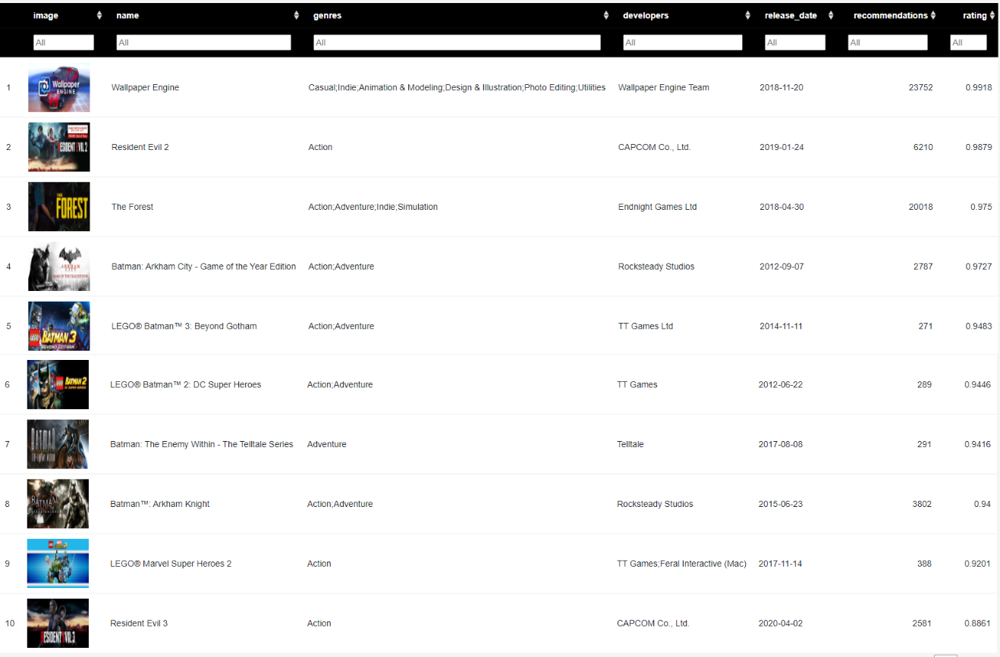 image name genres developers release_date recommendations rating
All All All All All All All
1 Wallpaper ENGINE Wallpaper Engine Casual;Indie;Animation & Modeling;Design & Illustration;Photo Editing;Utilities Wallpaper Engine Team 2018-11-20 23752 0.9918
2 RESIDENT EVIL 2 Resident Evil 2 Action CAPCOM Co., Ltd. 2019-01-24 6210 0.9879
3 THE FOREST The Forest Action;Adventure;Indie;Simulation Endnight Games Ltd 2018-04-30 20018 0.975
4 BATMAN ARKHAM CITY GAME OF THE YEAR EDITION Batman: Arkham City - Game of the Year Edition Action;Adventure Rocksteady Studios 2012-09-07 2787 0.9727
5 LEGO BATMAN 3 BEYOND GOTHAM LEGO® Batman™ 3: Beyond Gotham Action;Adventure TT Games Ltd 2014-11-11 271 0.9483
6 LEGO BATMAN 2 DC SUPER HEROES LEGO® Batman™ 2: DC Super Heroes Action;Adventure TT Games 2012-06-22 289 0.9446
7 BATMAN THE ENEMY WITHIN Batman: The Enemy Within - The Telltale Series Adventure Telltale 2017-08-08 291 0.9416
8 BATMAN Batman™: Arkham Knight Action;Adventure Rocksteady Studios 2015-06-23 3802 0.94
9 LEGO® Marvel Super Heroes 2 Action TT Games;Feral Interactive (Mac) 2017-11-14 388 0.9201
10 RESIDENT EVIL 3 Resident Evil 3 Action CAPCOM Co., Ltd. 2020-04-02 2581 0.8861